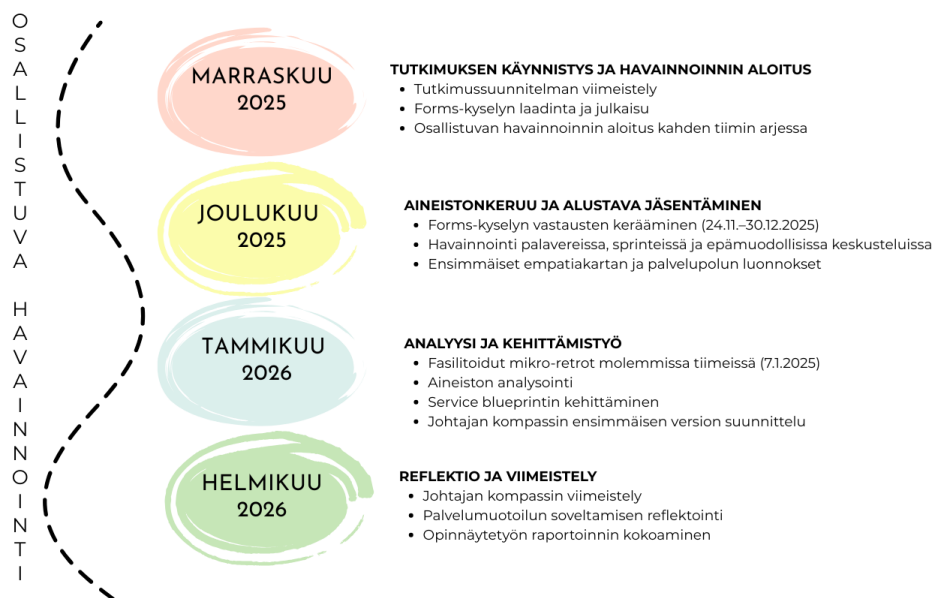 OSALLISTUVA HAVAINNOINTI
MARRASKUU
2025
TUTKIMUKSEN KÄYNNISTYS JA HAVAINNOINNIN ALOITUS
• Tutkimussuunnitelman viimeistely
• Forms-kyselyn laadinta ja julkaisu
• Osallistuvan havainnoinnin aloitus kahden tiimin arjessa
JOULUKUU
2025
AINEISTONKERUU JA ALUSTAVA JÄSENTÄMINEN
• Forms-kyselyn vastausten kerääminen (24.11.–30.12.2025)
• Havainnointi palavereissa, sprinteissä ja epämuodollisissa keskusteluissa
• Ensimmäiset empatiakartan ja palvelupolun luonnokset
TAMMIKUU
2026
ANALYYSI JA KEHITTÄMISTYÖ
• Fasilitoidut mikro-retrot molemmissa tiimeissä (7.1.2025)
• Aineiston analysointi
• Service blueprintin kehittäminen
• Johtajan kompassin ensimmäisen version suunnittelu
HELMIKUU
2026
REFLEKTIO JA VIIMEISTELY
• Johtajan kompassin viimeistely
• Palvelumuotoilun soveltamisen reflektointi
• Opinnäytetyön raportoinnin kokoaminen